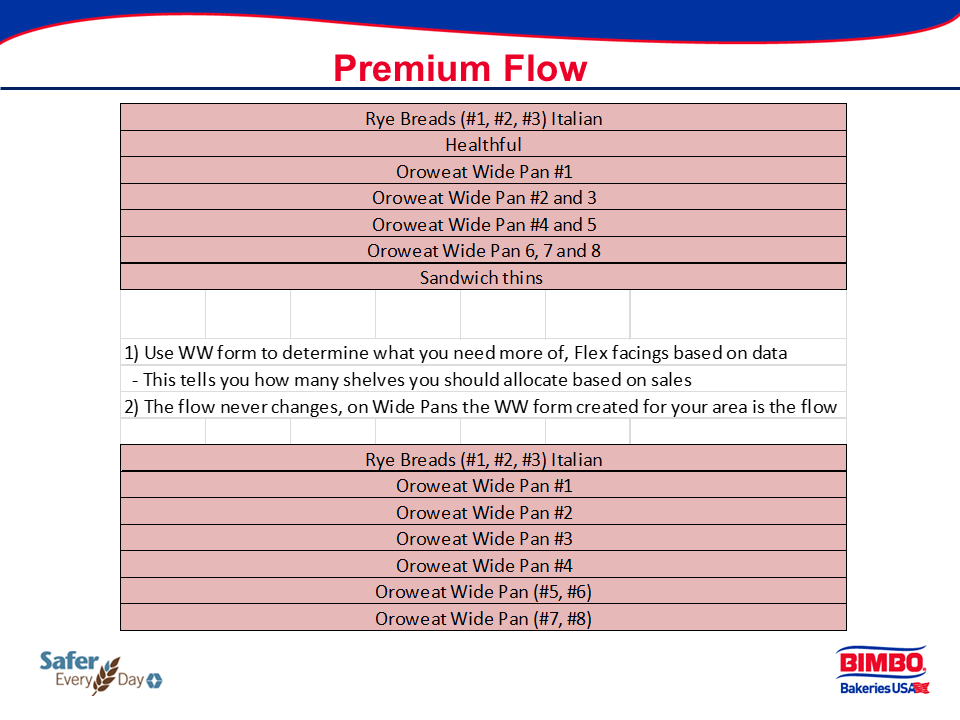 Premium Flow
Rye Breads (#1, #2, #3) Italian
Healthful
Oroweat Wide Pan #1
Oroweat Wide Pan #2 and 3
Oroweat Wide Pan #4 and 5
Oroweat Wide Pan 6, 7 and 8
Sandwich thins
1) Use WW form to determine what you need more of, Flex facings based on data
- This tells you how many shelves you should allocate based on sales
2) The flow never changes, on Wide Pans the WW form created for your area is the flow
Rye Breads (#1, #2, #3) Italian
Oroweat Wide Pan #1
Oroweat Wide Pan #2
Oroweat Wide Pan #3
Oroweat Wide Pan #4
Oroweat Wide Pan (#5, #6)
Oroweat Wide Pan (#7, #8)
Safer
Every Day
BIMBO
Bakeries USA